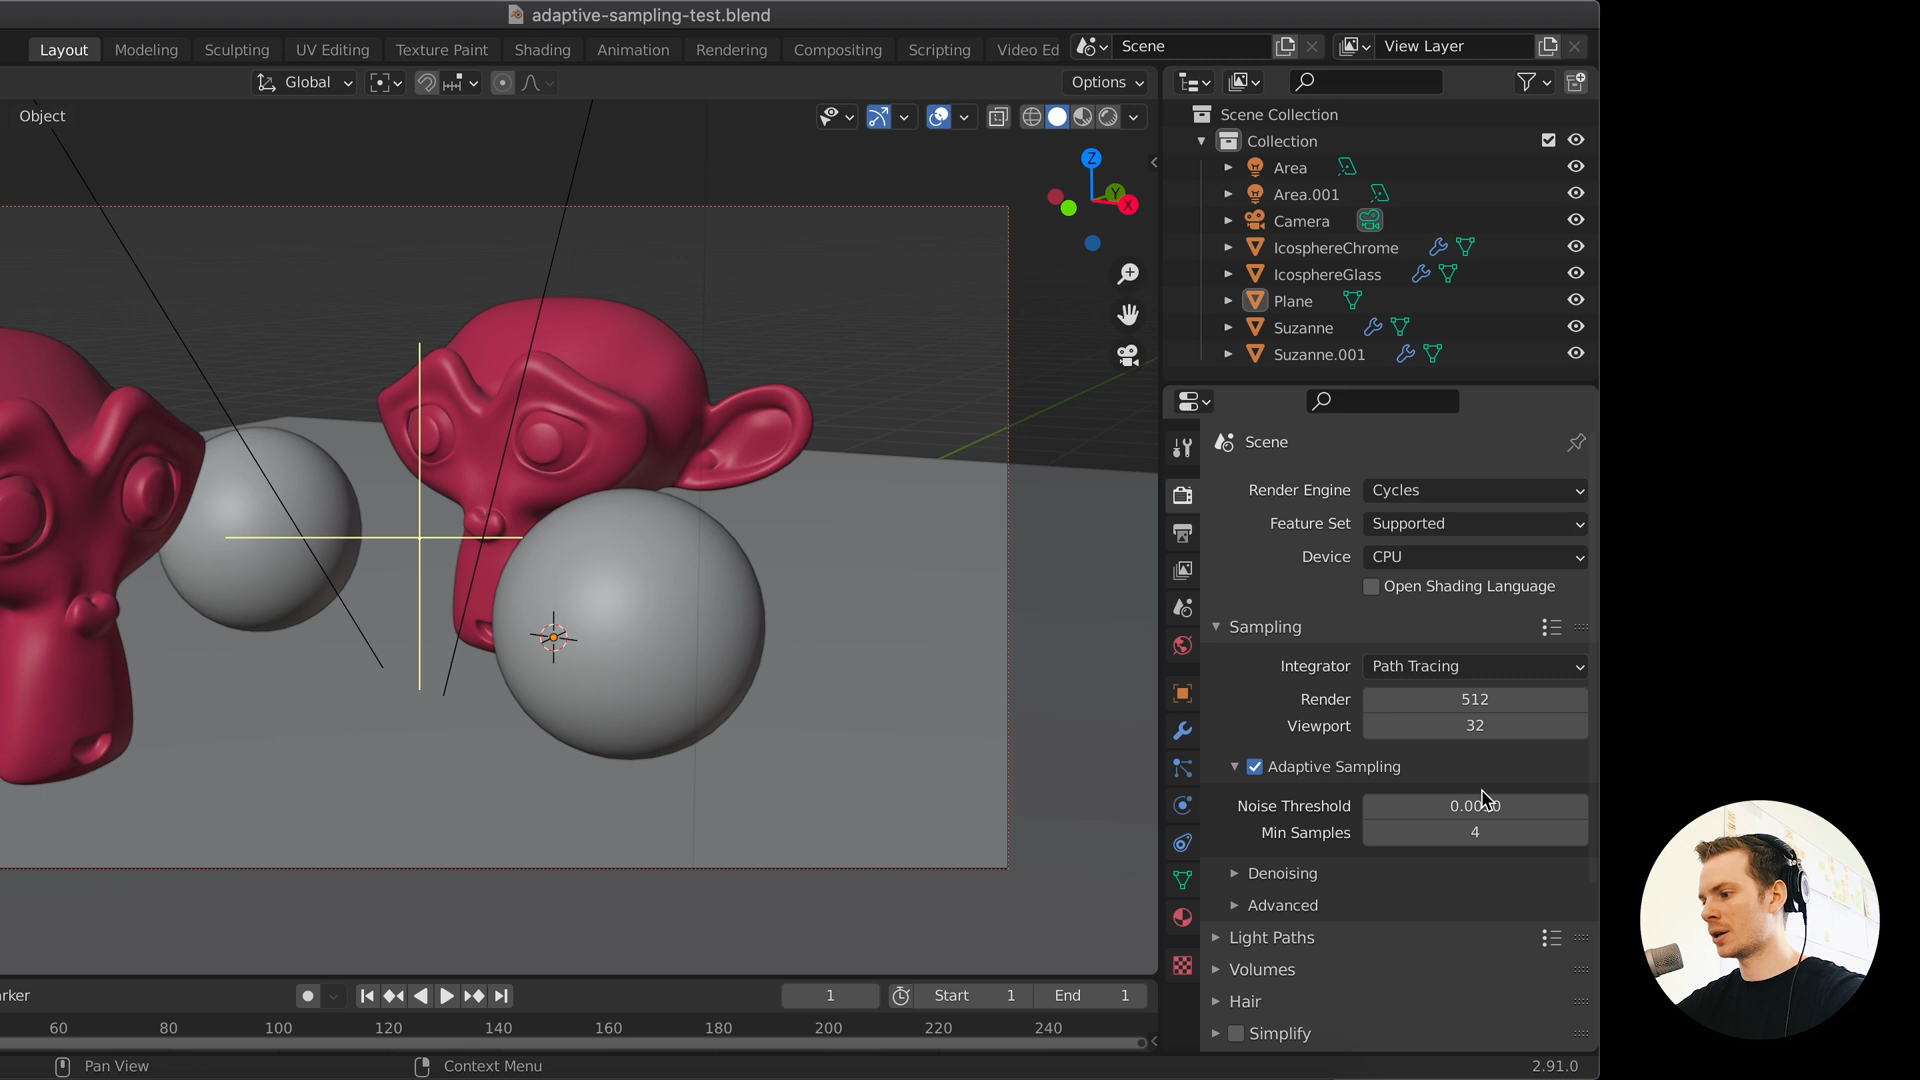 adaptive-sampling-test.blend
Layout Modeling Sculpting UV Editing Texture Paint Shading Animation Rendering Compositing Scripting Video Ed
Scene View Layer
Global Options
Object
Z
Y
X
Scene Collection
Collection
Area
Area.001
Camera
IcosphereChrome
IcosphereGlass
Plane
Suzanne
Suzanne.001
Scene
Render Engine Cycles
Feature Set Supported
Device CPU
Open Shading Language
Sampling
Integrator Path Tracing
Render 512
Viewport 32
Adaptive Sampling
Noise Threshold
Min Samples 4
Denoising
Advanced
Light Paths
Volumes
Hair
Simplify
rker 1 Start 1 End 1
60 80 100 120 140 160 180 200 220 240
Pan View Context Menu 2.91.0